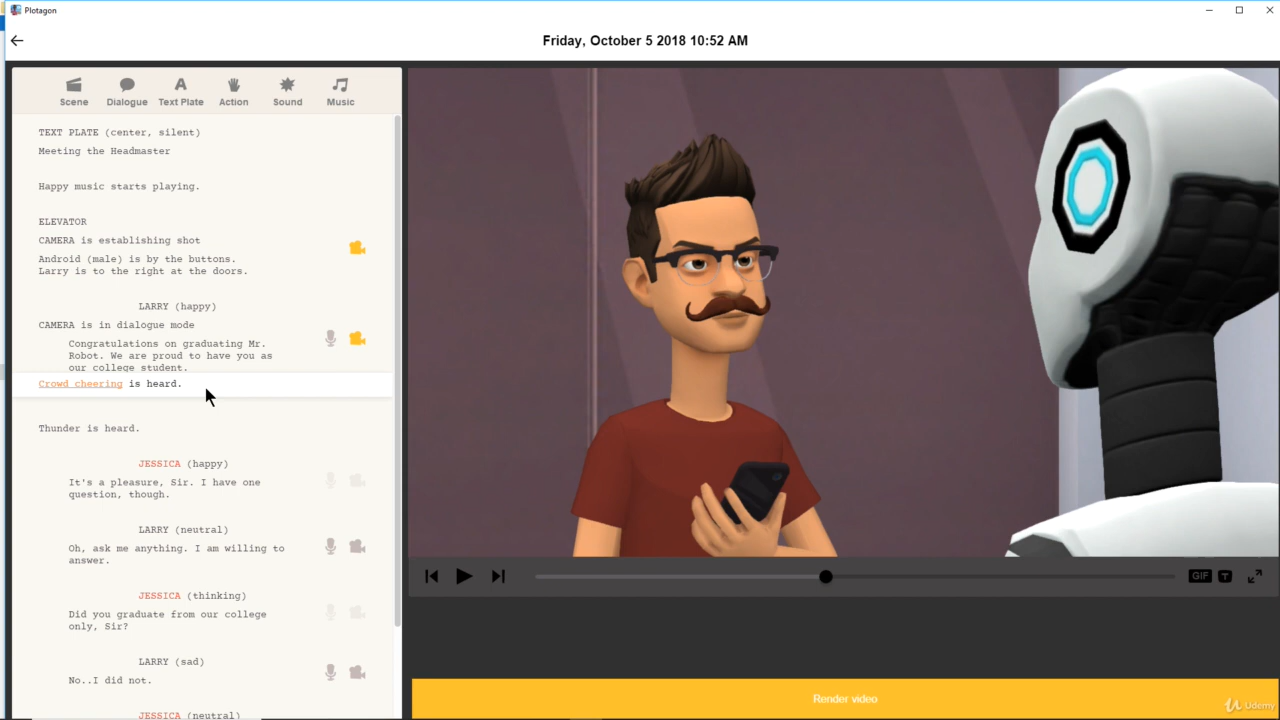 Plotagon
Friday, October 5 2018 10:52 AM
Scene Dialogue Text Plate Action Sound Music
TEXT PLATE (center, silent)
Meeting the Headmaster
Happy music starts playing.
ELEVATOR
CAMERA is establishing shot
Android (male) is by the buttons.
Larry is to the right at the doors.
LARRY (happy)
CAMERA is in dialogue mode
Congratulations on graduating Mr.
Robot. We are proud to have you as
our college student.
Crowd cheering is heard.
Thunder is heard.
JESSICA (happy)
It's a pleasure, Sir. I have one
question, though.
LARRY (neutral)
Oh, ask me anything. I am willing to
answer.
JESSICA (thinking)
Did you graduate from our college
only, Sir?
LARRY (sad)
No..I did not.
JESSICA (neutral)
GIF T
Render video
Udemy